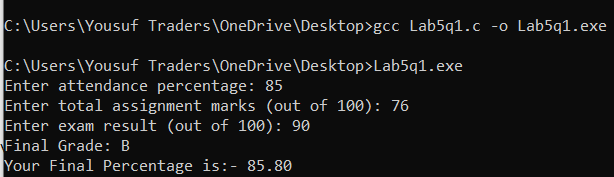 C:\Users\Yousuf Traders\OneDrive\Desktop>gcc Lab5q1.c -o Lab5q1.exe
C:\Users\Yousuf Traders\OneDrive\Desktop>Lab5q1.exe
Enter attendance percentage: 85
Enter total assignment marks (out of 100): 76
Enter exam result (out of 100): 90
Final Grade: B
Your Final Percentage is:- 85.80